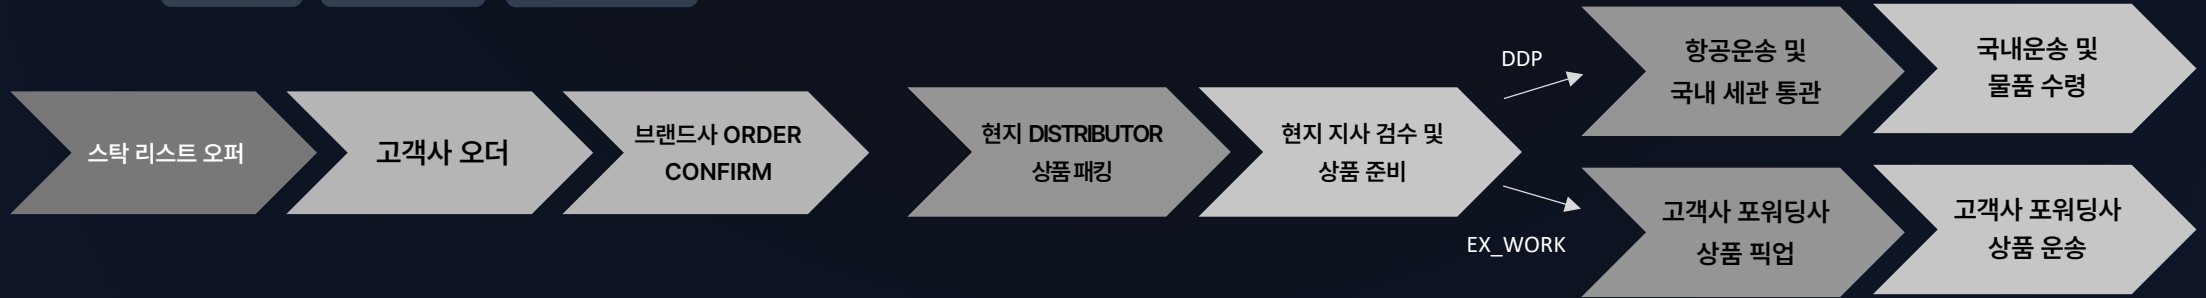 스탁 리스트 오퍼
고객사 오더
브랜드사 ORDER
CONFIRM
현지 DISTRIBUTOR
상품 패킹
현지 지사 검수 및
상품 준비
DDP
항공운송 및
국내 세관 통관
국내운송 및
물품 수령
EX_WORK
고객사 포워딩사
상품 픽업
고객사 포워딩사
상품 운송